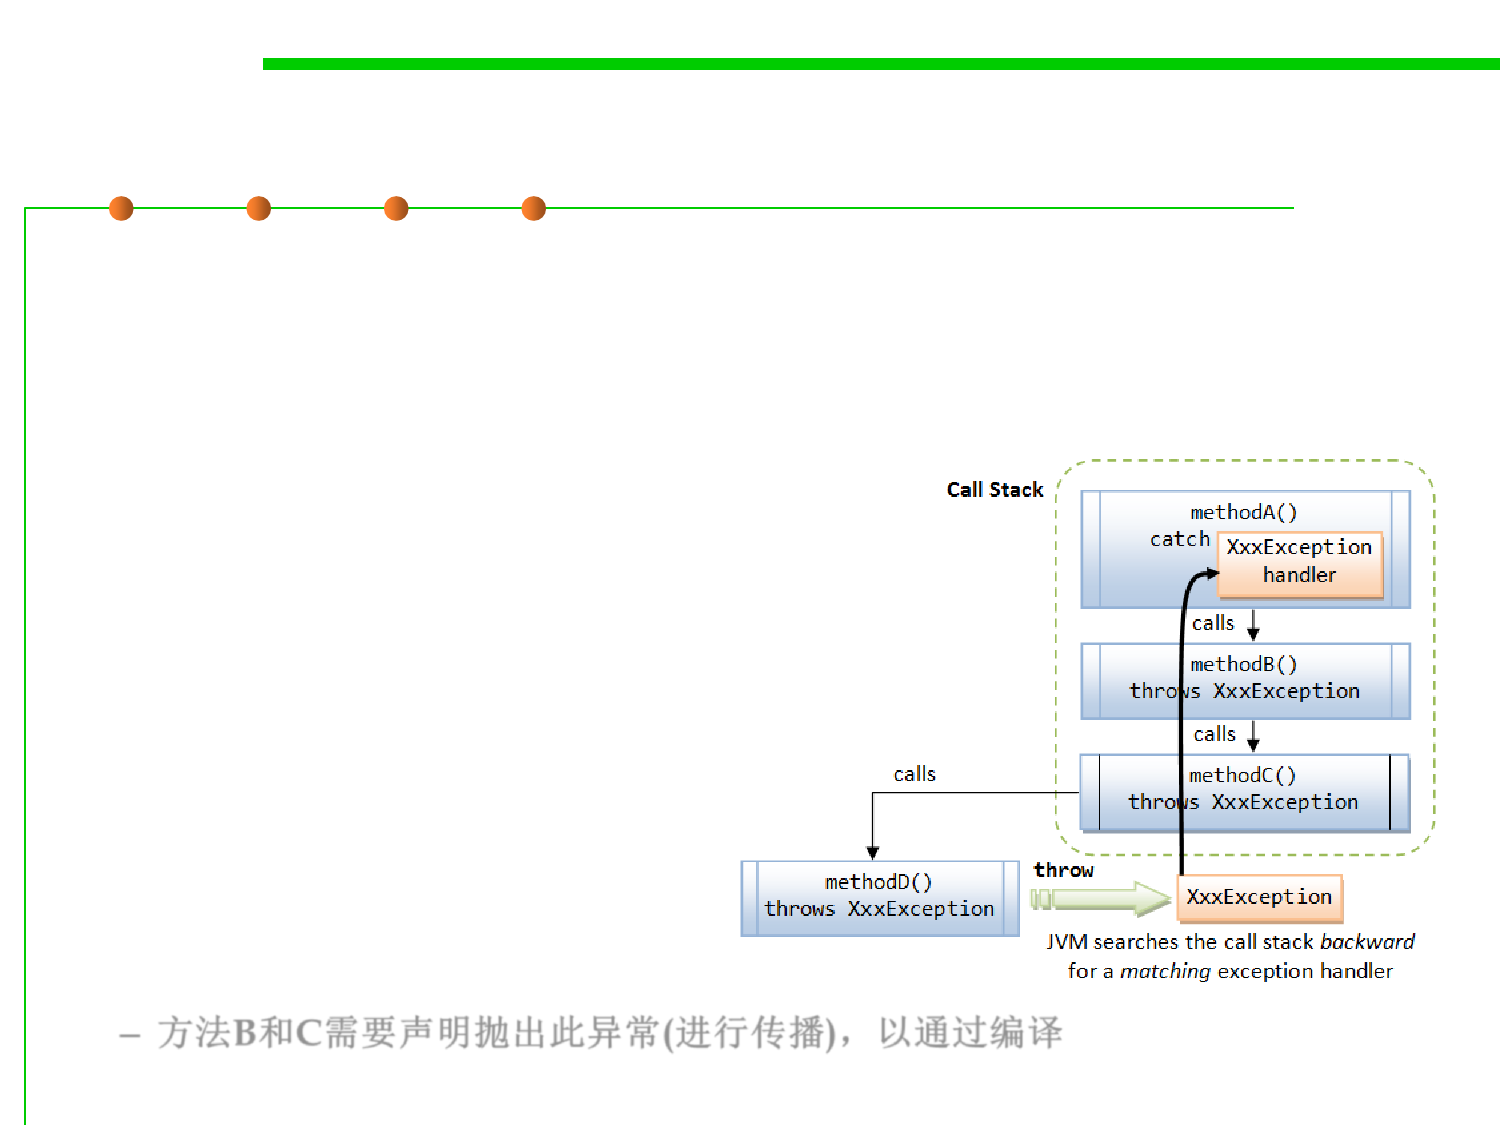 Call Stack
methodA()
catch
XxxException
handler
calls
methodB()
throws XxxException
calls
methodC()
throws XxxException
calls
methodD()
throws XxxException
throw
XxxException
JVM searches the call stack backward
for a matching exception handler
– 方法B和C需要声明抛出此异常(进行传播)，以通过编译